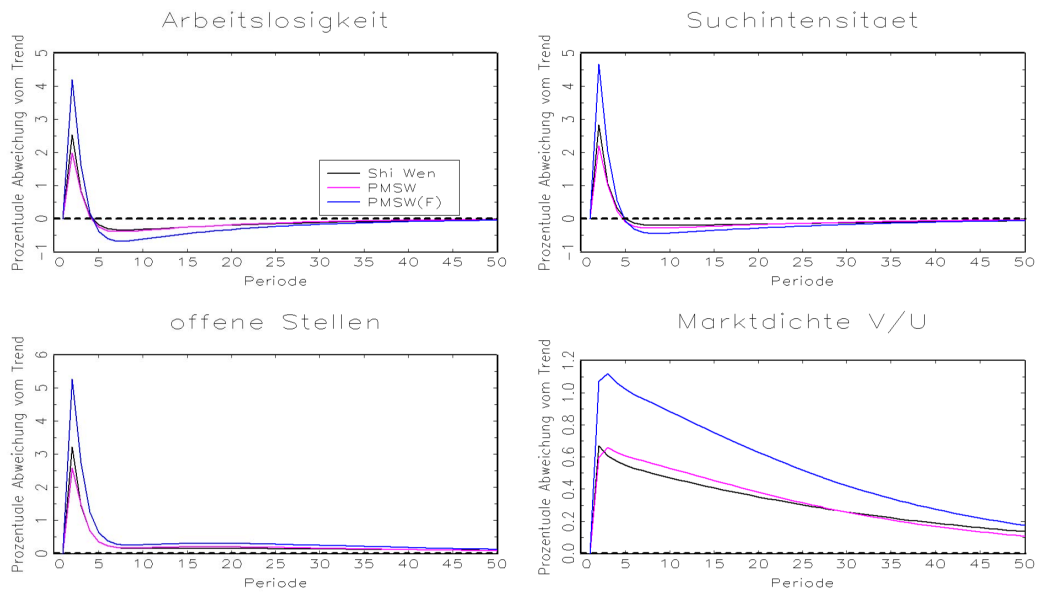 Arbeitslosigkeit
Prozentuale Abweichung vom Trend
5
4
3
2
1
0
−1
Shi Wen
PMSW
PMSW(F)
0 5 10 15 20 25 30 35 40 45 50
Periode
Suchintensitaet
Prozentuale Abweichung vom Trend
5
4
3
2
1
0
−1
0 5 10 15 20 25 30 35 40 45 50
Periode
offene Stellen
Prozentuale Abweichung vom Trend
6
5
4
3
2
1
0
0 5 10 15 20 25 30 35 40 45 50
Periode
Marktdichte V/U
Prozentuale Abweichung vom Trend
1.2
1.0
0.8
0.6
0.4
0.2
0.0
0 5 10 15 20 25 30 35 40 45 50
Periode